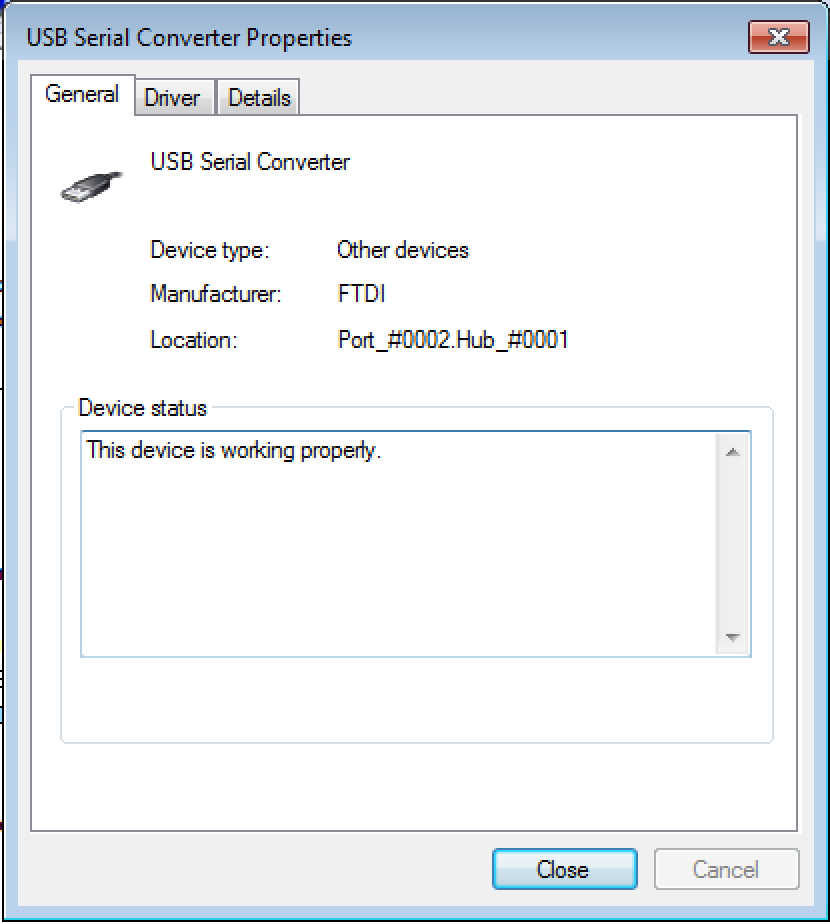 USB Serial Converter Properties
General Driver Details
USB Serial Converter
Device type: Other devices
Manufacturer: FTDI
Location: Port_#0002.Hub_#0001
Device status
This device is working properly.
Close Cancel